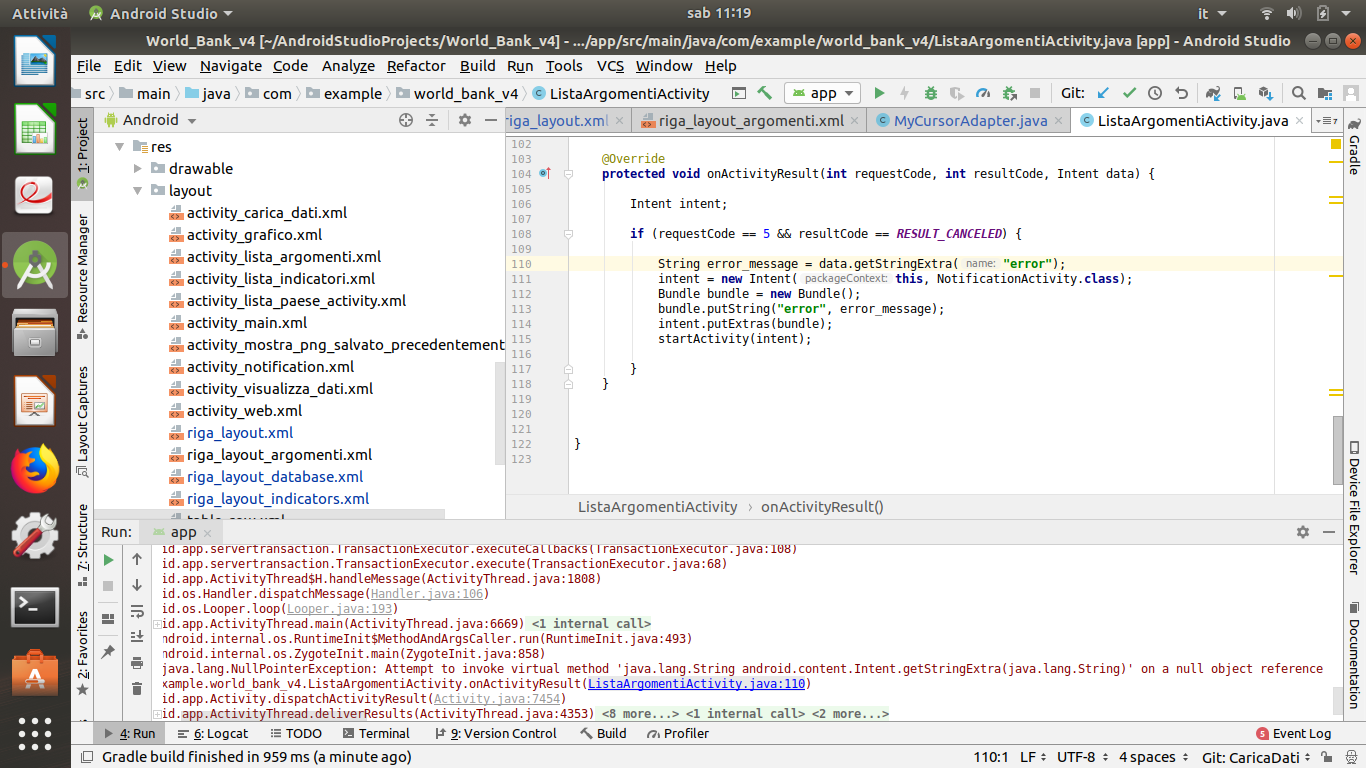 Attività Android Studio sab 11:19 it
World_Bank_v4 [~/AndroidStudioProjects/World_Bank_v4] - .../app/src/main/java/com/example/world_bank_v4/ListaArgomentiActivity.java [app] - Android Studio
File Edit View Navigate Code Analyze Refactor Build Run Tools VCS Window Help
src main java com example world_bank_v4 ListaArgomentiActivity app Git:
Android
riga_layout.xml riga_layout_argomenti.xml MyCursorAdapter.java ListaArgomentiActivity.java 7
1: Project
Resource Manager
Layout Captures
7: Structure
2: Favorites
res
drawable
layout
activity_carica_dati.xml
activity_grafico.xml
activity_lista_argomenti.xml
activity_lista_indicatori.xml
activity_lista_paese_activity.xml
activity_main.xml
activity_mostra_png_salvato_precedentement
activity_notification.xml
activity_visualizza_dati.xml
activity_web.xml
riga_layout.xml
riga_layout_argomenti.xml
riga_layout_database.xml
riga_layout_indicators.xml
table_row.xml
102
103 @Override
104 protected void onActivityResult(int requestCode, int resultCode, Intent data) {
105
106 Intent intent;
107
108 if (requestCode == 5 && resultCode == RESULT_CANCELED) {
109
110 String error_message = data.getStringExtra( name: "error");
111 intent = new Intent( packageContext: this, NotificationActivity.class);
112 Bundle bundle = new Bundle();
113 bundle.putString("error", error_message);
114 intent.putExtras(bundle);
115 startActivity(intent);
116
117 }
118 }
119
120
121
122 }
123
ListaArgomentiActivity › onActivityResult()
Gradle
Device File Explorer
Documentation
Run: app
id.app.servertransaction.TransactionExecutor.executeCallbacks(TransactionExecutor.java:108)
id.app.servertransaction.TransactionExecutor.execute(TransactionExecutor.java:68)
id.app.ActivityThread$H.handleMessage(ActivityThread.java:1808)
id.os.Handler.dispatchMessage(Handler.java:106)
id.os.Looper.loop(Looper.java:193)
id.app.ActivityThread.main(ActivityThread.java:6669) <1 internal call>
ndroid.internal.os.RuntimeInit$MethodAndArgsCaller.run(RuntimeInit.java:493)
ndroid.internal.os.ZygoteInit.main(ZygoteInit.java:858)
java.lang.NullPointerException: Attempt to invoke virtual method 'java.lang.String android.content.Intent.getStringExtra(java.lang.String)' on a null object reference
xample.world_bank_v4.ListaArgomentiActivity.onActivityResult(ListaArgomentiActivity.java:110)
id.app.Activity.dispatchActivityResult(Activity.java:7454)
id.app.ActivityThread.deliverResults(ActivityThread.java:4353) <8 more...> <1 internal call> <2 more...>
4: Run 6: Logcat TODO Terminal 9: Version Control Build Profiler 5 Event Log
Gradle build finished in 959 ms (a minute ago) 110:1 LF UTF-8 4 spaces Git: CaricaDati